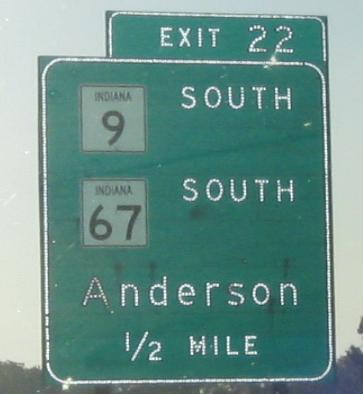 EXIT 22
INDIANA
9 SOUTH
INDIANA
67 SOUTH
Anderson
1/2 MILE